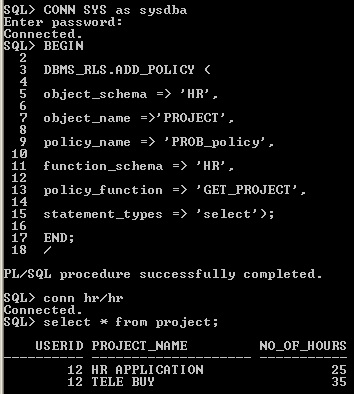 SQL> CONN SYS as sysdba
Enter password:
Connected.
SQL> BEGIN
2
3 DBMS_RLS.ADD_POLICY (
4
5 object_schema => 'HR',
6
7 object_name =>'PROJECT',
8
9 policy_name => 'PROB_policy',
10
11 function_schema => 'HR',
12
13 policy_function => 'GET_PROJECT',
14
15 statement_types => 'select');
16
17 END;
18 /
PL/SQL procedure successfully completed.
SQL> conn hr/hr
Connected.
SQL> select * from project;
USERID PROJECT_NAME NO_OF_HOURS
---------- -------------------- -----------
12 HR APPLICATION 25
12 TELE BUY 35